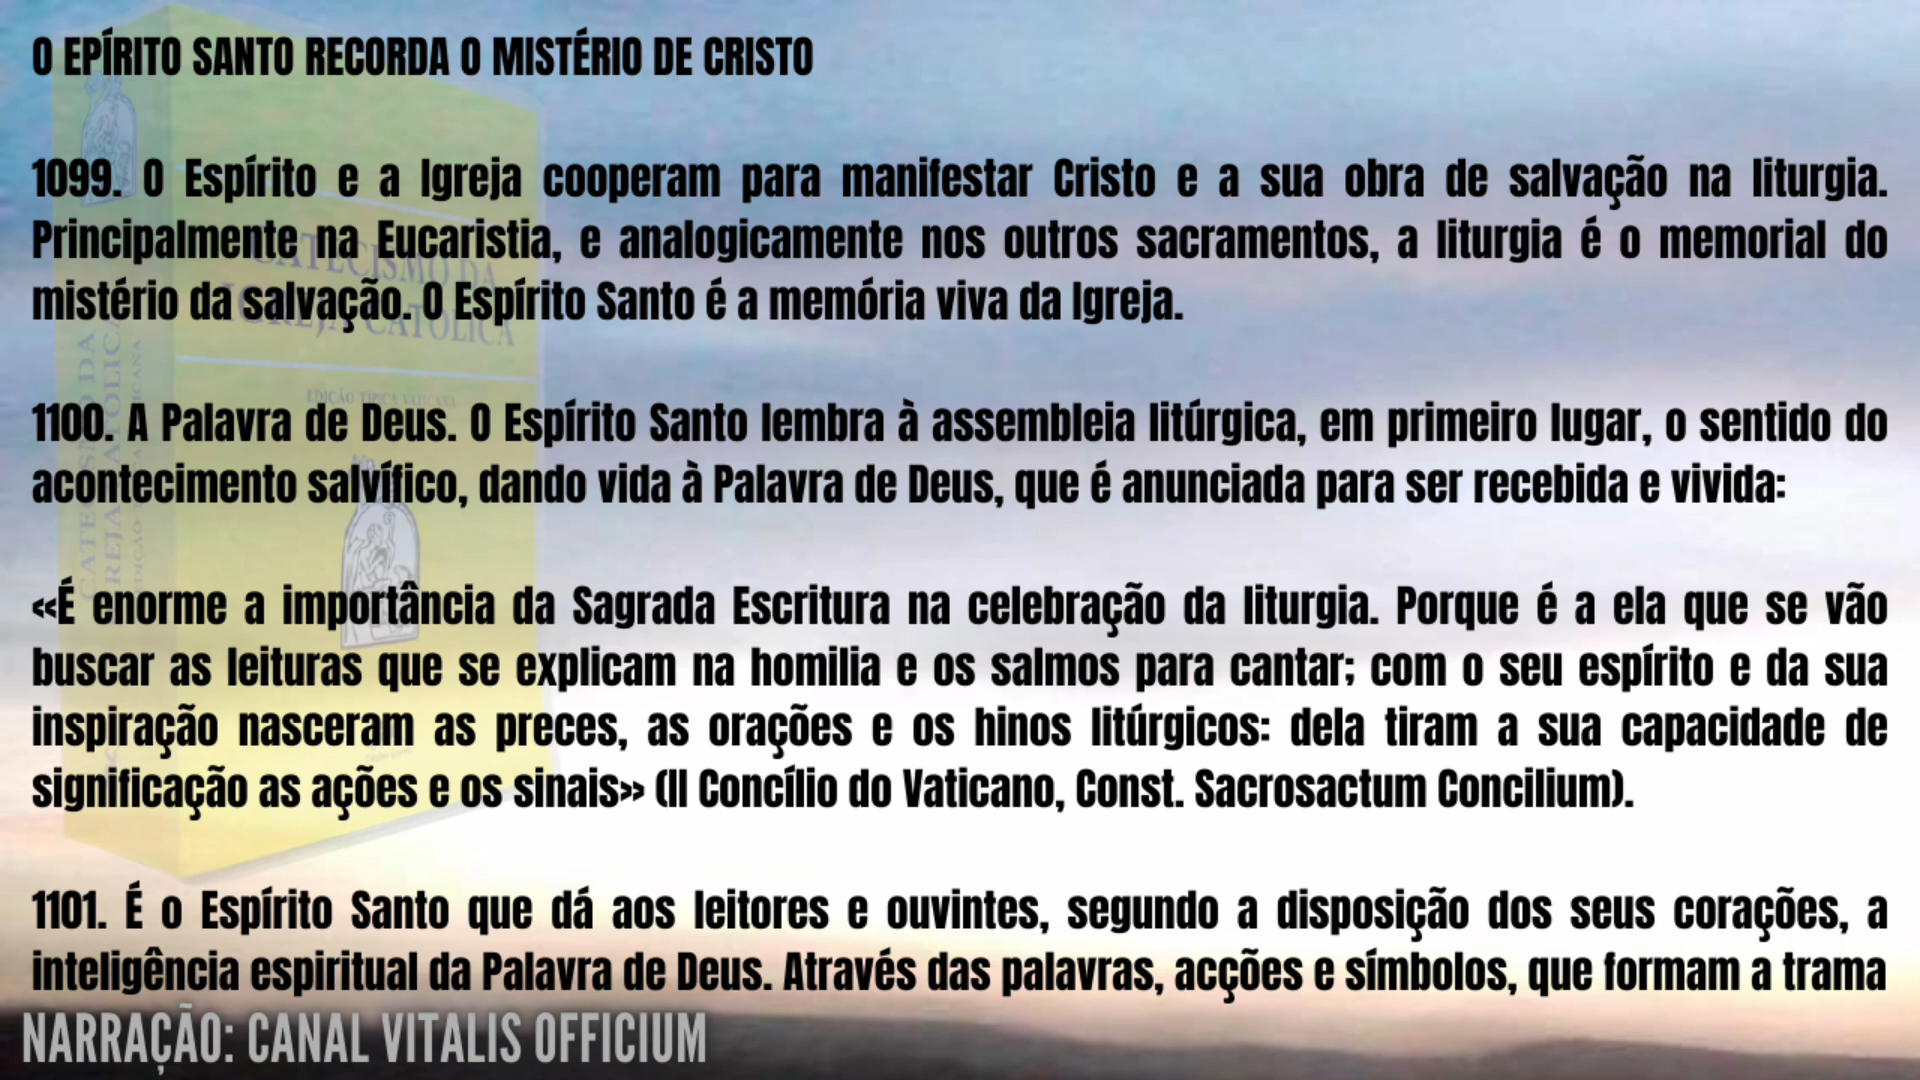 O EPÍRITO SANTO RECORDA O MISTÉRIO DE CRISTO
1099. O Espírito e a Igreja cooperam para manifestar Cristo e a sua obra de salvação na liturgia.
Principalmente na Eucaristia, e analogicamente nos outros sacramentos, a liturgia é o memorial do
mistério da salvação. O Espírito Santo é a memória viva da Igreja.
1100. A Palavra de Deus. O Espírito Santo lembra à assembleia litúrgica, em primeiro lugar, o sentido do
acontecimento salvífico, dando vida à Palavra de Deus, que é anunciada para ser recebida e vivida:
«É enorme a importância da Sagrada Escritura na celebração da liturgia. Porque é a ela que se vão
buscar as leituras que se explicam na homilia e os salmos para cantar; com o seu espírito e da sua
inspiração nasceram as preces, as orações e os hinos litúrgicos: dela tiram a sua capacidade de
significação as ações e os sinais» (II Concílio do Vaticano, Const. Sacrosactum Concilium).
1101. É o Espírito Santo que dá aos leitores e ouvintes, segundo a disposição dos seus corações, a
inteligência espiritual da Palavra de Deus. Através das palavras, acções e símbolos, que formam a trama
NARRAÇÃO: CANAL VITALIS OFFICIUM
CATECISMO DA
IGREJA CATOLICA
EDIÇÃO TÍPICA VATICANA